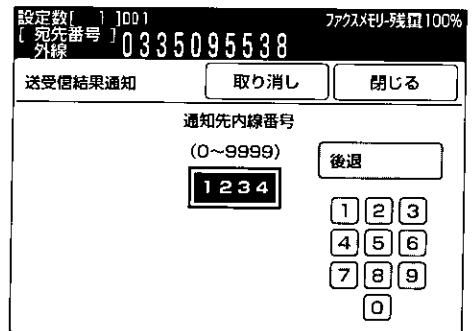 設定数[ ]001 ファクスメモリー残量100%
[宛先番号] 0335095538
外線
送受信結果通知 取り消し 閉じる
通知先内線番号
(0~9999)
後退
1234
1 2 3
4 5 6
7 8 9
0